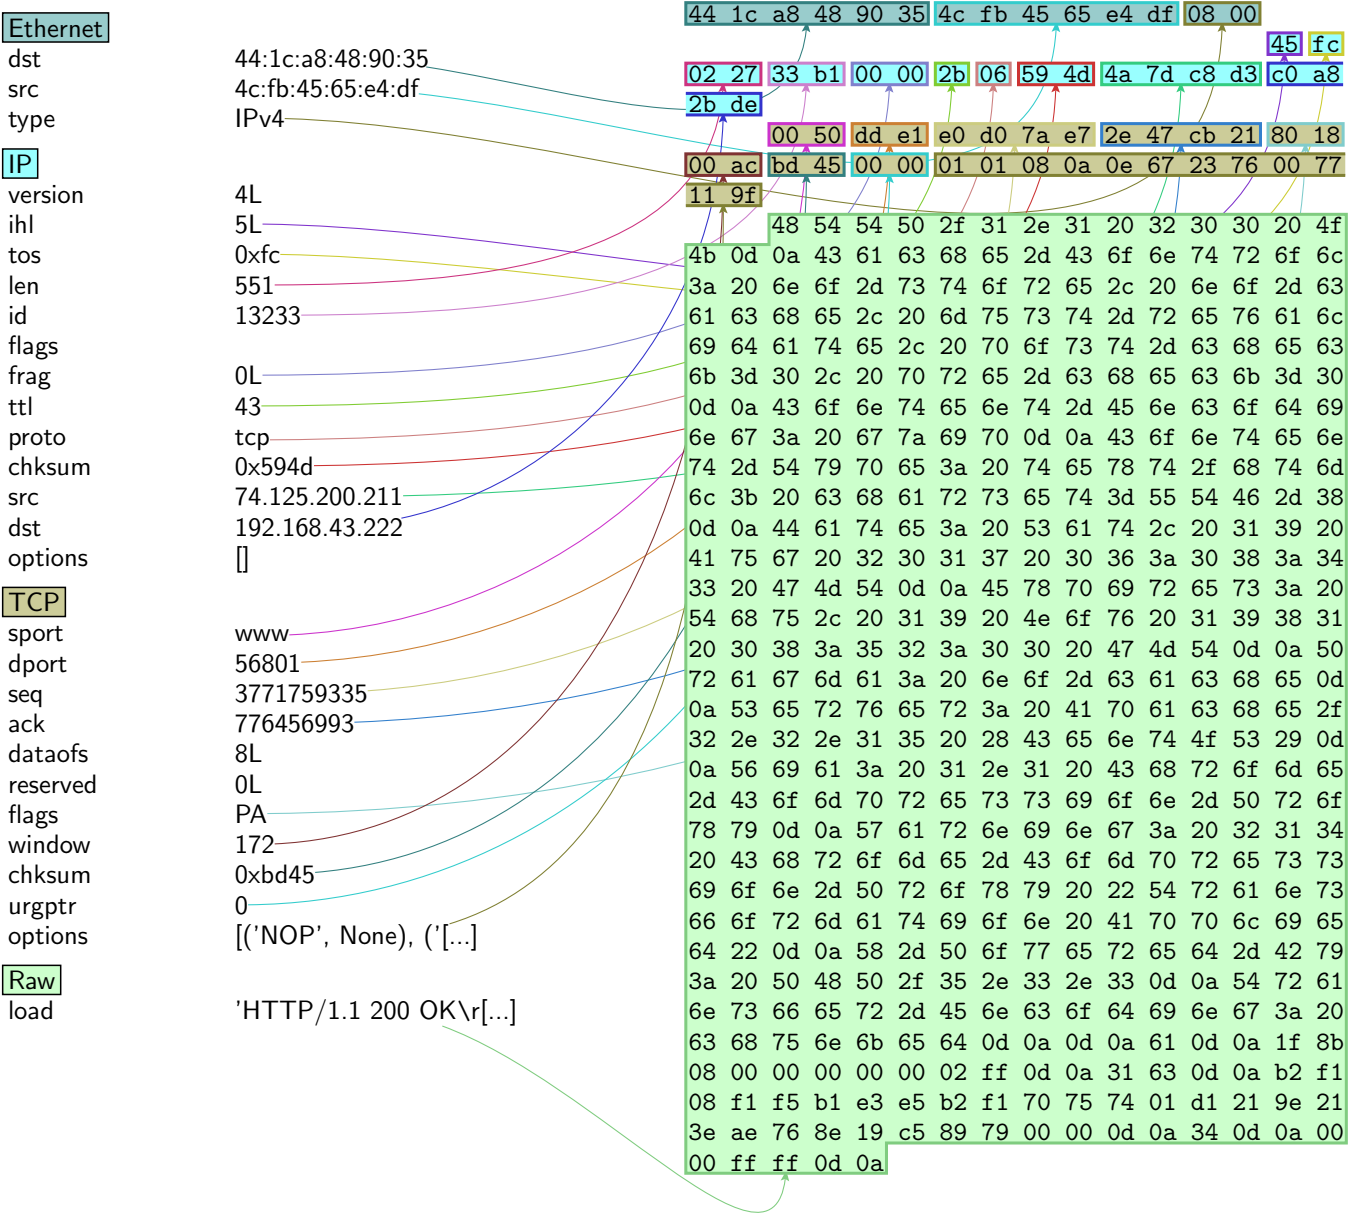 Ethernet
dst 44:1c:a8:48:90:35
src 4c:fb:45:65:e4:df
type IPv4
IP
version 4L
ihl 5L
tos 0xfc
len 551
id 13233
flags
frag 0L
ttl 43
proto tcp
chksum 0x594d
src 74.125.200.211
dst 192.168.43.222
options []
TCP
sport www
dport 56801
seq 3771759335
ack 776456993
dataofs 8L
reserved 0L
flags PA
window 172
chksum 0xbd45
urgptr 0
options [('NOP', None), ('[...]
Raw
load 'HTTP/1.1 200 OK\r[...]
44 1c a8 48 90 35 4c fb 45 65 e4 df 08 00
45 fc
02 27 33 b1 00 00 2b 06 59 4d 4a 7d c8 d3 c0 a8
2b de
00 50 dd e1 e0 d0 7a e7 2e 47 cb 21 80 18
00 ac bd 45 00 00 01 01 08 0a 0e 67 23 76 00 77
11 9f
48 54 54 50 2f 31 2e 31 20 32 30 30 20 4f
4b 0d 0a 43 61 63 68 65 2d 43 6f 6e 74 72 6f 6c
3a 20 6e 6f 2d 73 74 6f 72 65 2c 20 6e 6f 2d 63
61 63 68 65 2c 20 6d 75 73 74 2d 72 65 76 61 6c
69 64 61 74 65 2c 20 70 6f 73 74 2d 63 68 65 63
6b 3d 30 2c 20 70 72 65 2d 63 68 65 63 6b 3d 30
0d 0a 43 6f 6e 74 65 6e 74 2d 45 6e 63 6f 64 69
6e 67 3a 20 67 7a 69 70 0d 0a 43 6f 6e 74 65 6e
74 2d 54 79 70 65 3a 20 74 65 78 74 2f 68 74 6d
6c 3b 20 63 68 61 72 73 65 74 3d 55 54 46 2d 38
0d 0a 44 61 74 65 3a 20 53 61 74 2c 20 31 39 20
41 75 67 20 32 30 31 37 20 30 36 3a 30 38 3a 34
33 20 47 4d 54 0d 0a 45 78 70 69 72 65 73 3a 20
54 68 75 2c 20 31 39 20 4e 6f 76 20 31 39 38 31
20 30 38 3a 35 32 3a 30 30 20 47 4d 54 0d 0a 50
72 61 67 6d 61 3a 20 6e 6f 2d 63 61 63 68 65 0d
0a 53 65 72 76 65 72 3a 20 41 70 61 63 68 65 2f
32 2e 32 2e 31 35 20 28 43 65 6e 74 4f 53 29 0d
0a 56 69 61 3a 20 31 2e 31 20 43 68 72 6f 6d 65
2d 43 6f 6d 70 72 65 73 73 69 6f 6e 2d 50 72 6f
78 79 0d 0a 57 61 72 6e 69 6e 67 3a 20 32 31 34
20 43 68 72 6f 6d 65 2d 43 6f 6d 70 72 65 73 73
69 6f 6e 2d 50 72 6f 78 79 20 22 54 72 61 6e 73
66 6f 72 6d 61 74 69 6f 6e 20 41 70 70 6c 69 65
64 22 0d 0a 58 2d 50 6f 77 65 72 65 64 2d 42 79
3a 20 50 48 50 2f 35 2e 33 2e 33 0d 0a 54 72 61
6e 73 66 65 72 2d 45 6e 63 6f 64 69 6e 67 3a 20
63 68 75 6e 6b 65 64 0d 0a 0d 0a 61 0d 0a 1f 8b
08 00 00 00 00 00 02 ff 0d 0a 31 63 0d 0a b2 f1
08 f1 f5 b1 e3 e5 b2 f1 70 75 74 01 d1 21 9e 21
3e ae 76 8e 19 c5 89 79 00 00 0d 0a 34 0d 0a 00
00 ff ff 0d 0a